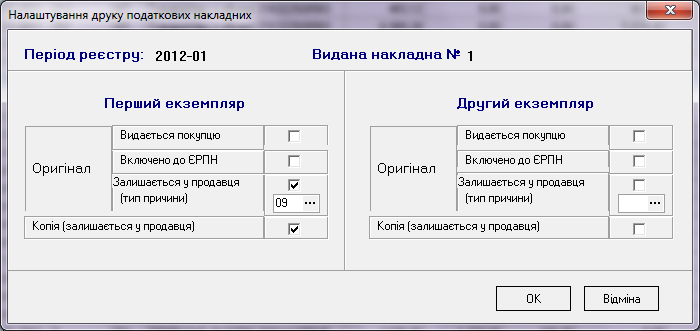 Налаштування друку податкових накладних
Період реєстру: 2012-01 Видана накладна № 1
Перший екземпляр
Оригінал
Видається покупцю
Включено до ЄРПН
Залишається у продавця
(тип причини)
09 ...
Копія (залишається у продавця)
Другий екземпляр
Оригінал
Видається покупцю
Включено до ЄРПН
Залишається у продавця
(тип причини)
...
Копія (залишається у продавця)
OK Відміна